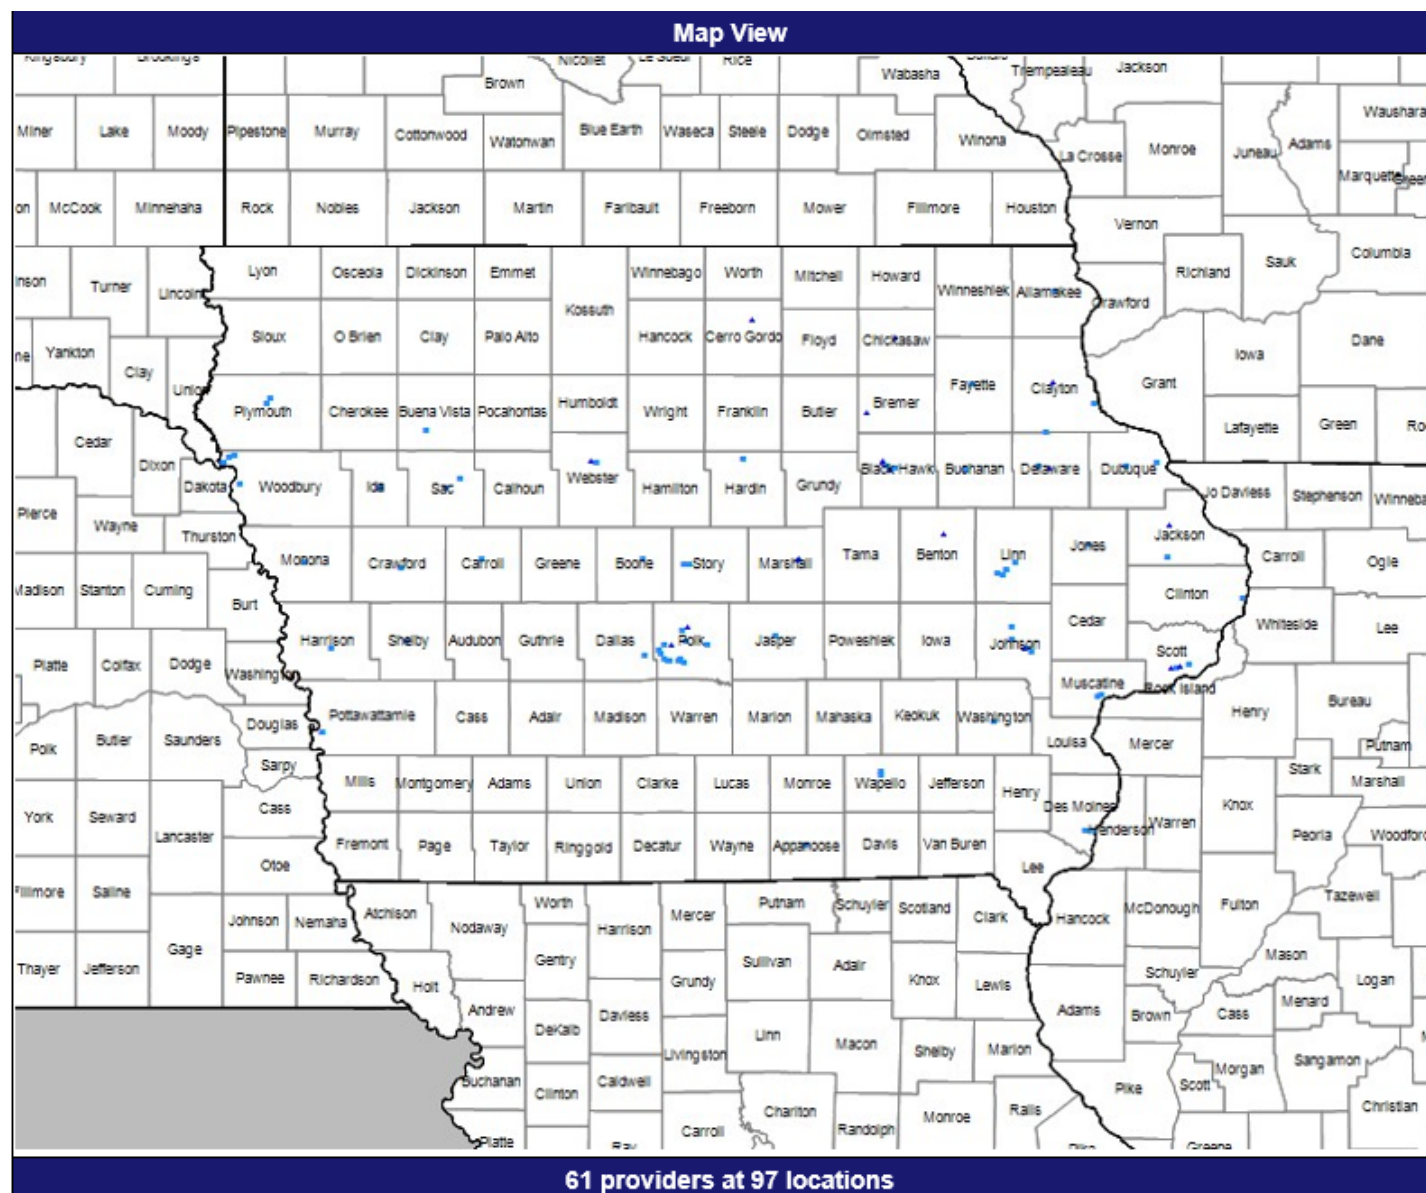 Map View
Kingsbury Brookings Nicollet Le Sueur Rice Wabasha Buffalo Trempealeau Jackson
Brown
Miner Lake Moody Pipestone Murray Cottonwood Watonwan Blue Earth Waseca Steele Dodge Olmsted Winona La Crosse Monroe Juneau Adams Waushara
Marquette
McCook Minnehaha Rock Nobles Jackson Martin Faribault Freeborn Mower Fillmore Houston Vernon
Richland Sauk Columbia
Turner Lincoln Lyon Osceola Dickinson Emmet Kossuth Winnebago Worth Mitchell Howard Winneshiek Allamakee Crawford
Yankton Clay Union Sioux O Brien Clay Palo Alto Hancock Cerro Gordo Floyd Chickasaw Grant Iowa Dane
Plymouth Cherokee Buena Vista Pocahontas Humboldt Wright Franklin Butler Bremer Fayette Clayton Lafayette Green
Cedar Dixon Dakota Woodbury Ida Sac Calhoun Webster Hamilton Hardin Grundy Black Hawk Buchanan Delaware Dubuque Jo Daviess Stephenson
Pierce Wayne Thurston Monona Crawford Carroll Greene Boone Story Marshall Tama Benton Linn Jones Jackson Carroll Ogle
Madison Stanton Cuming Burt Clinton
Harrison Shelby Audubon Guthrie Dallas Polk Jasper Poweshiek Iowa Johnson Cedar Whiteside Lee
Platte Colfax Dodge Washington Scott
Muscatine Rock Island Bureau
Polk Butler Saunders Douglas Pottawattamie Cass Adair Madison Warren Marion Mahaska Keokuk Washington Louisa Mercer Henry Putnam
Sarpy Stark Marshall
Mills Montgomery Adams Union Clarke Lucas Monroe Wapello Jefferson Henry Des Moines
York Seward Lancaster Cass Henderson Warren Knox Peoria Woodford
Otoe Fremont Page Taylor Ringgold Decatur Wayne Appanoose Davis Van Buren Lee
Fillmore Saline Johnson Nemaha Atchison Nodaway Worth Harrison Mercer Putnam Schuyler Scotland Clark Hancock McDonough Fulton Tazewell
Thayer Jefferson Gage Pawnee Richardson Holt Gentry Grundy Sullivan Adair Knox Lewis Schuyler Mason Logan
Andrew DeKalb Daviess Livingston Linn Macon Shelby Marion Adams Brown Cass Menard
Buchanan Clinton Caldwell Pike Scott Morgan Sangamon
Platte Ray Carroll Chariton Randolph Monroe Ralls Pike Greene Christian
61 providers at 97 locations